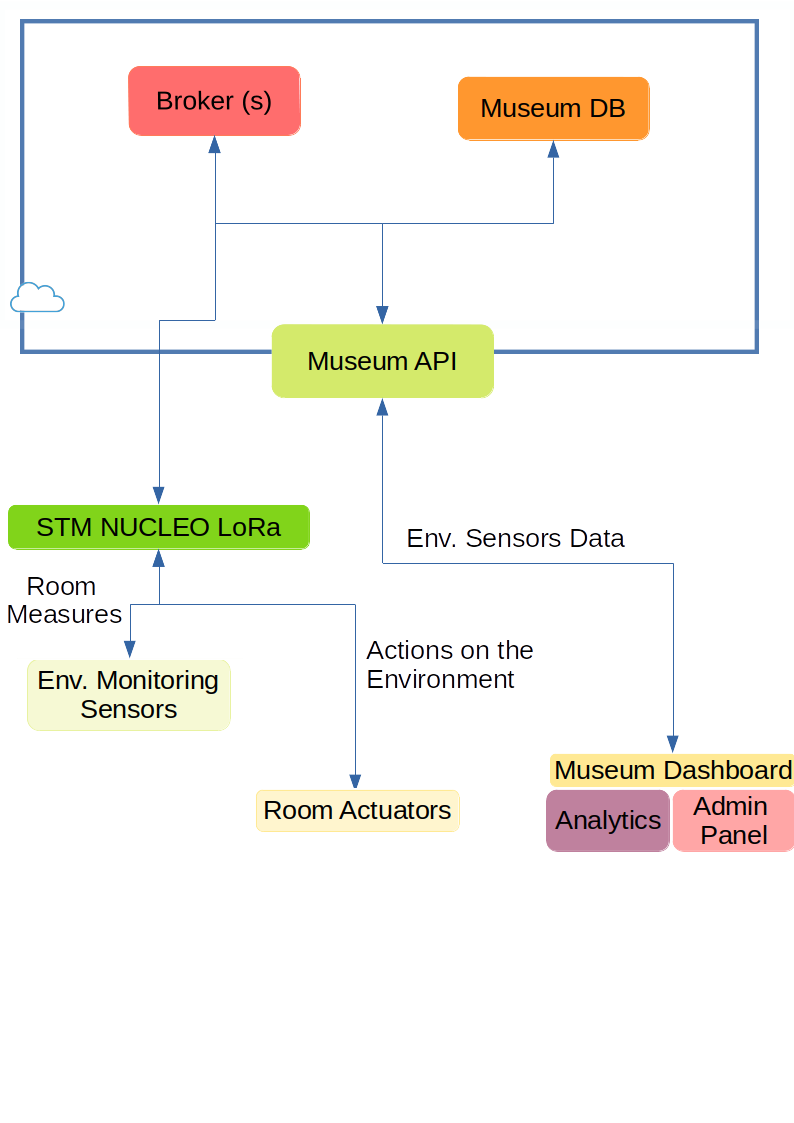 Broker (s)
Museum DB
Museum API
STM NUCLEO LoRa
Env. Sensors Data
Room
Measures
Actions on the
Environment
Env. Monitoring
Sensors
Museum Dashboard
Room Actuators
Analytics
Admin
Panel